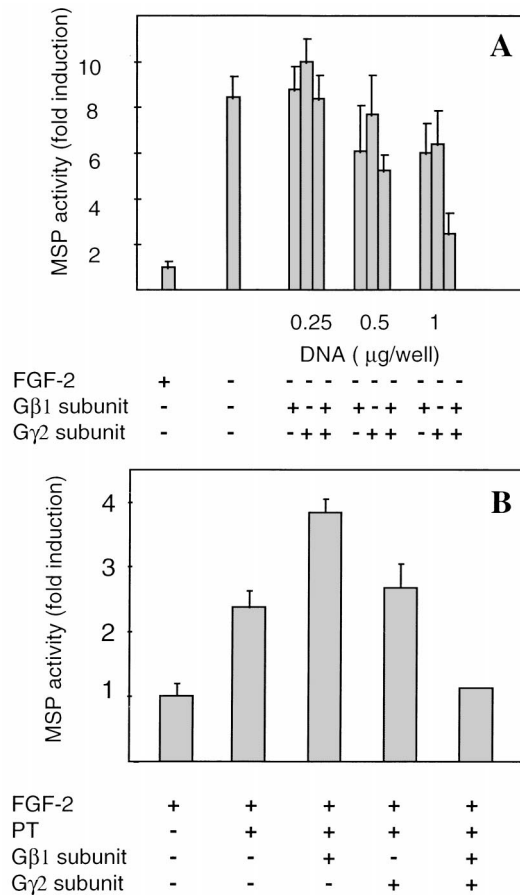 A
MSP activity (fold induction)
10
8
6
4
2
0.25 0.5 1
DNA ( µg/well)
FGF-2 + - - - - - - - - - -
Gβ1 subunit - - + - + + - + + - +
Gγ2 subunit - - - + + - + + - + +
B
MSP activity (fold induction)
4
3
2
1
FGF-2 + + + + +
PT - + + + +
Gβ1 subunit - - + - +
Gγ2 subunit - - - + +